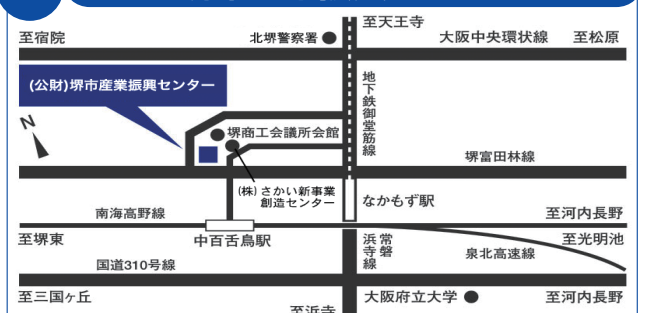 至天王寺
至宿院
北堺警察署
大阪中央環状線
至松原
(公財)堺市産業振興センター
地下鉄御堂筋線
N
堺商工会議所会館
堺富田林線
(株)さかい新事業
創造センター
なかもず駅
南海高野線
至河内長野
至堺東
中百舌鳥駅
常磐
浜寺線
至光明池
国道310号線
泉北高速線
至三国ヶ丘
大阪府立大学
至河内長野
至浜寺